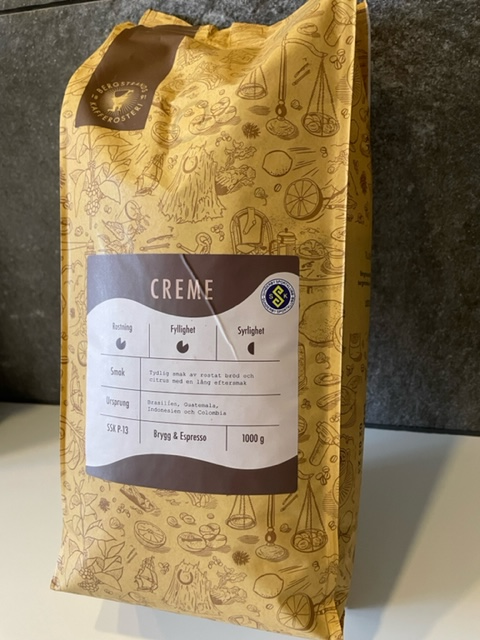 BERGSTRANDS
KAFFEROSTERI
CREME
Rostning
Fyllighet
Syrlighet
Smak
Tydlig smak av rostat bröd och
citrus med en lång eftersmak
Ursprung
Brasilien, Guatemala,
Indonesien och Colombia
SSK P-13
Brygg & Espresso
1000 g